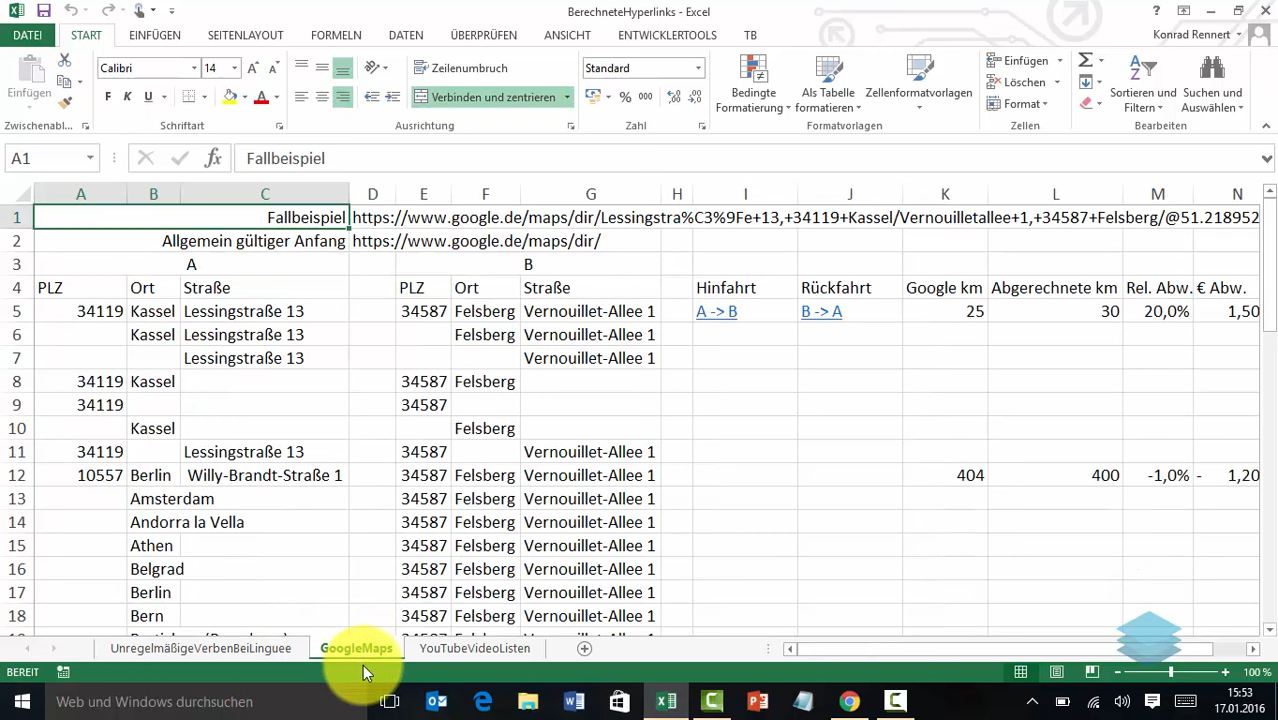 BerechneteHyperlinks - Excel
?
DATEI START EINFÜGEN SEITENLAYOUT FORMELN DATEN ÜBERPRÜFEN ANSICHT ENTWICKLERTOOLS TB Konrad Rennert
Einfügen
Calibri 14
F K U
Zeilenumbruch
Verbinden und zentrieren
Standard
% 000
Bedingte Formatierung
Als Tabelle formatieren
Zellenformatvorlagen
Einfügen
Löschen
Format
Sortieren und Filtern
Suchen und Auswählen
Zwischenabl... Schriftart Ausrichtung Zahl Formatvorlagen Zellen Bearbeiten
A1 fx Fallbeispiel
A B C D E F G H I J K L M N
1 Fallbeispiel https://www.google.de/maps/dir/Lessingstra%C3%9Fe+13,+34119+Kassel/Vernouilletallee+1,+34587+Felsberg/@51.218952
2 Allgemein gültiger Anfang https://www.google.de/maps/dir/
3 A B
4 PLZ Ort Straße PLZ Ort Straße Hinfahrt Rückfahrt Google km Abgerechnete km Rel. Abw. € Abw.
5 34119 Kassel Lessingstraße 13 34587 Felsberg Vernouillet-Allee 1 A -> B B -> A 25 30 20,0% 1,50
6 Kassel Lessingstraße 13 Felsberg Vernouillet-Allee 1
7 Lessingstraße 13 Vernouillet-Allee 1
8 34119 Kassel 34587 Felsberg
9 34119 34587
10 Kassel Felsberg
11 34119 Lessingstraße 13 34587 Vernouillet-Allee 1
12 10557 Berlin Willy-Brandt-Straße 1 34587 Felsberg Vernouillet-Allee 1 404 400 -1,0% - 1,20
13 Amsterdam 34587 Felsberg Vernouillet-Allee 1
14 Andorra la Vella 34587 Felsberg Vernouillet-Allee 1
15 Athen 34587 Felsberg Vernouillet-Allee 1
16 Belgrad 34587 Felsberg Vernouillet-Allee 1
17 Berlin 34587 Felsberg Vernouillet-Allee 1
18 Bern 34587 Felsberg Vernouillet-Allee 1
UnregelmäßigeVerbenBeiLinguee GoogleMaps YouTubeVideoListen
BEREIT 100 %
Web und Windows durchsuchen
15:53
17.01.2016